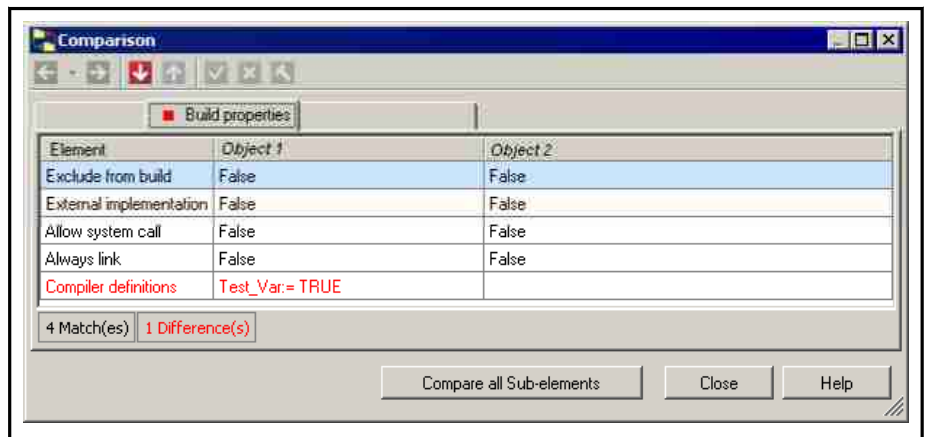 Comparison
Build properties
Element Object 1 Object 2
Exclude from build False False
External implementation False False
Allow system call False False
Always link False False
Compiler definitions Test_Var:= TRUE
4 Match(es) 1 Difference(s)
Compare all Sub-elements Close Help